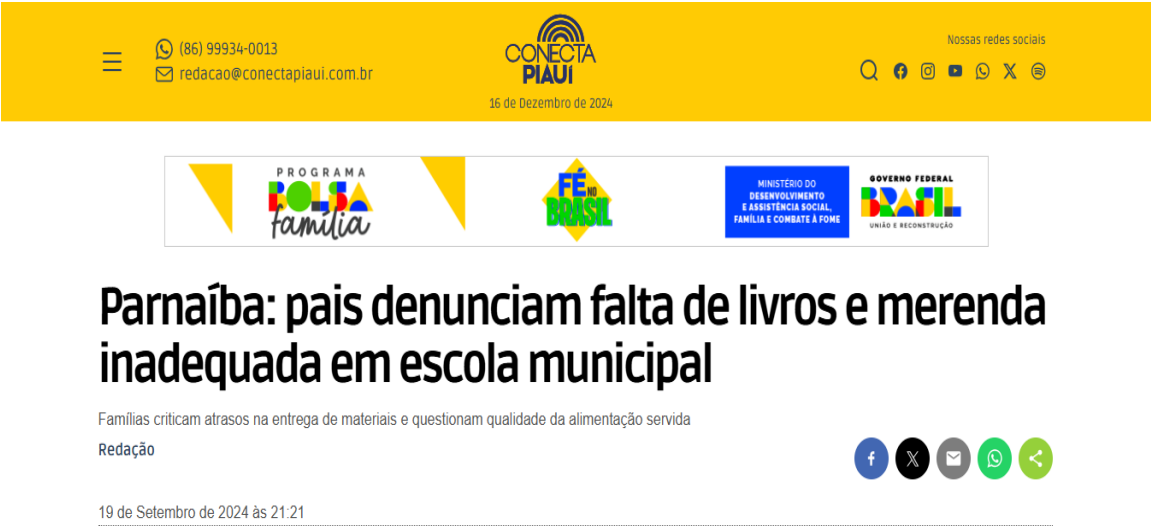 (86) 99934-0013
redacao@conectapiaui.com.br
CONECTA
PIAUÍ
16 de Dezembro de 2024
Nossas redes sociais
PROGRAMA
BOLSA
família
FÉ NO
BRASIL
MINISTÉRIO DO
DESENVOLVIMENTO
E ASSISTÊNCIA SOCIAL,
FAMÍLIA E COMBATE À FOME
GOVERNO FEDERAL
BRASIL
UNIÃO E RECONSTRUÇÃO
Parnaíba: pais denunciam falta de livros e merenda
inadequada em escola municipal
Famílias criticam atrasos na entrega de materiais e questionam qualidade da alimentação servida
Redação
19 de Setembro de 2024 às 21:21